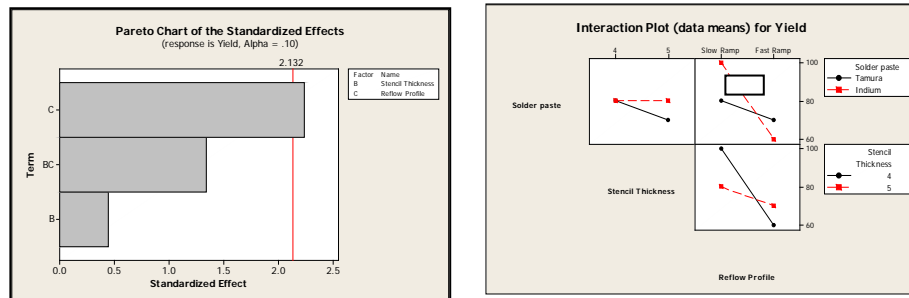 Pareto Chart of the Standardized Effects
(response is Yield, Alpha = .10)
2.132
Factor Name
B Stencil Thickness
C Reflow Profile
Term
C
BC
B
0.0 0.5 1.0 1.5 2.0 2.5
Standardized Effect
Interaction Plot (data means) for Yield
4 5 Slow Ramp Fast Ramp
Solder paste
100
80
60
Solder paste
Tamura
Indium
Stencil Thickness
100
80
60
Stencil
Thickness
4
5
Reflow Profile